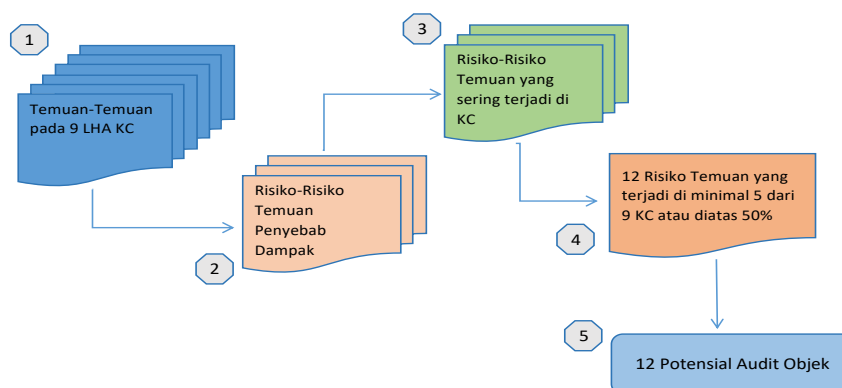 1
Temuan-Temuan
pada 9 LHA KC
2
Risiko-Risiko
Temuan
Penyebab
Dampak
3
Risiko-Risiko
Temuan yang
sering terjadi di
KC
4
12 Risiko Temuan yang
terjadi di minimal 5 dari
9 KC atau diatas 50%
5
12 Potensial Audit Objek